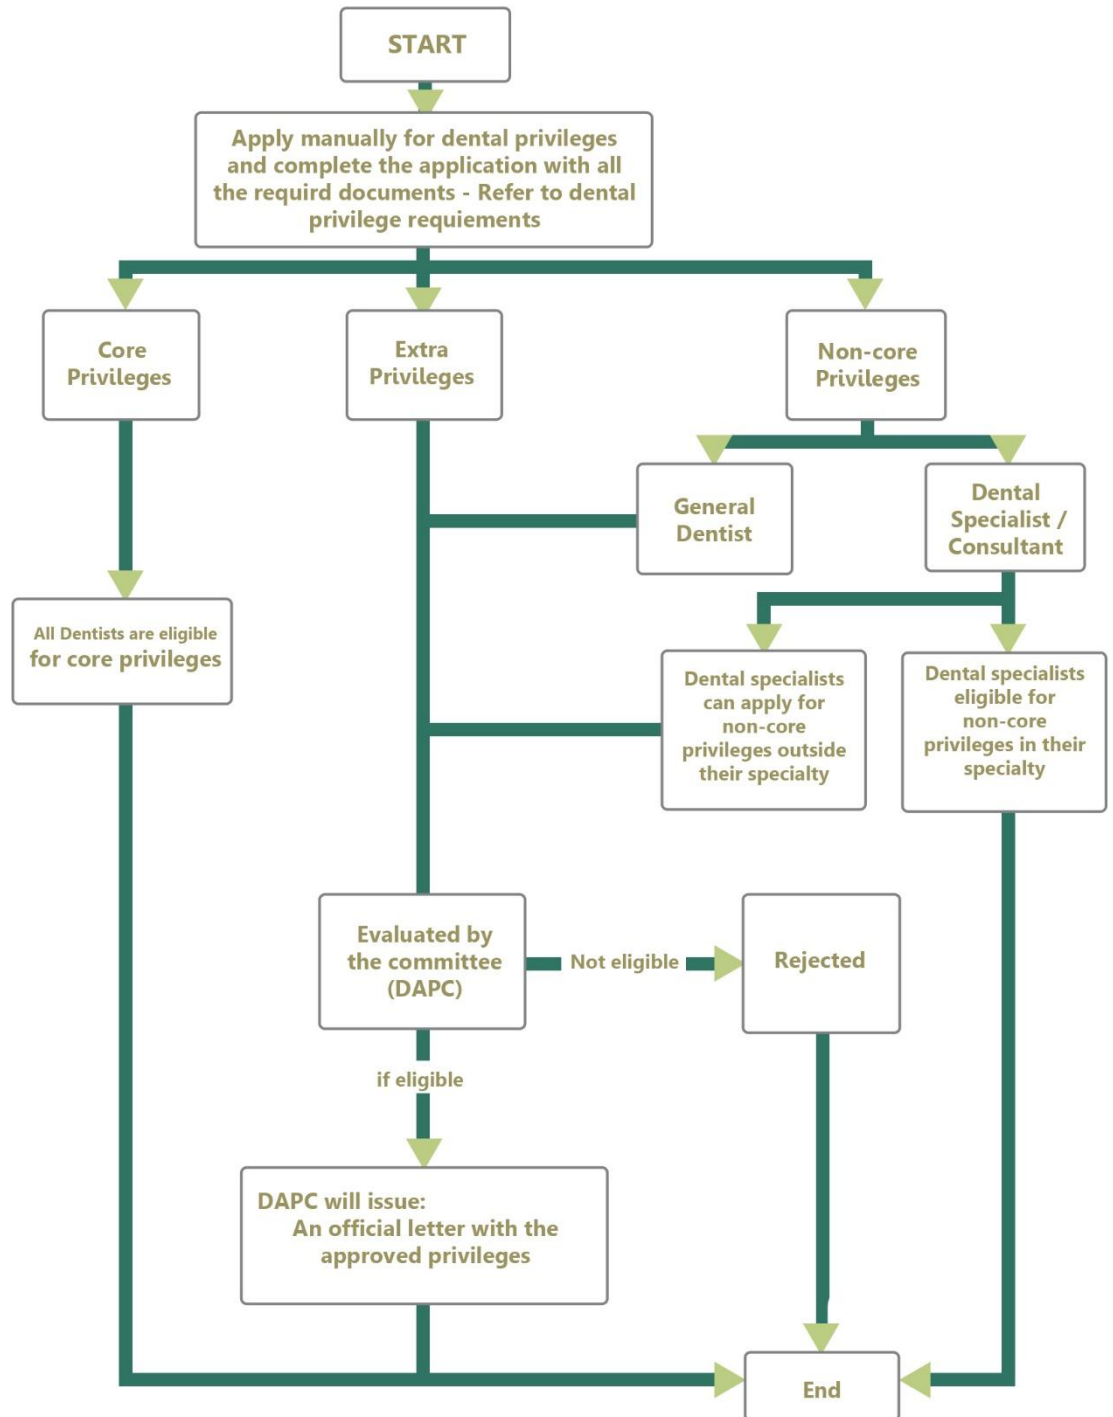 START
Apply manually for dental privileges
and complete the application with all
the requird documents - Refer to dental
privilege requiements
Core
Privileges
Extra
Privileges
Non-core
Privileges
General
Dentist
Dental
Specialist /
Consultant
All Dentists are eligible
for core privileges
Dental specialists
can apply for
non-core
privileges outside
their specialty
Dental specialists
eligible for
non-core
privileges in their
specialty
Evaluated by
the committee
(DAPC)
Not eligible
Rejected
if eligible
DAPC will issue:
An official letter with the
approved privileges
End